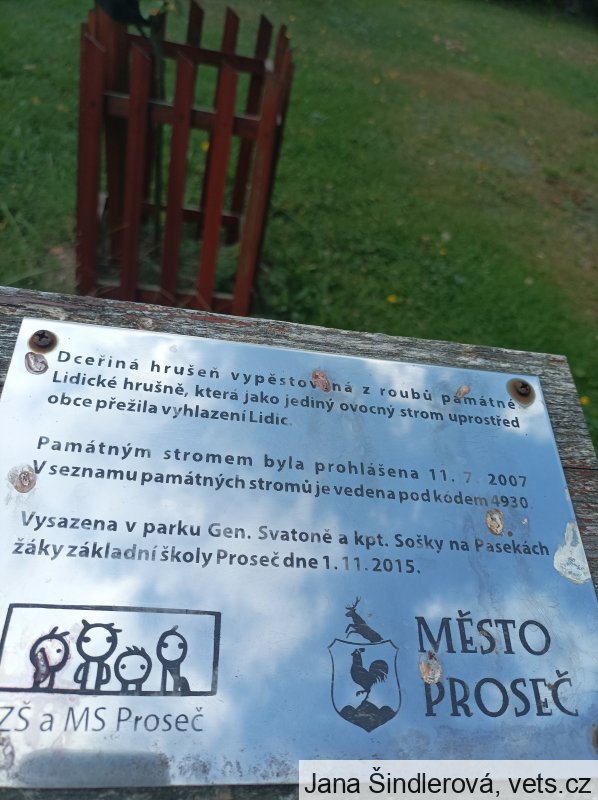 Dceřiná hrušeň vypěstovaná z roubů památné
Lidické hrušně, která jako jediný ovocný strom uprostřed
obce přežila vyhlazení Lidic.
Památným stromem byla prohlášena 11. 7. 2007
V seznamu památných stromů je vedena pod kódem 4930.
Vysazena v parku Gen. Svatoně a kpt. Sošky na Pasekách
žáky základní školy Proseč dne 1.11.2015.
ZŠ a MS Proseč
MĚSTO
PROSEČ
Jana Šindlerová, vets.cz